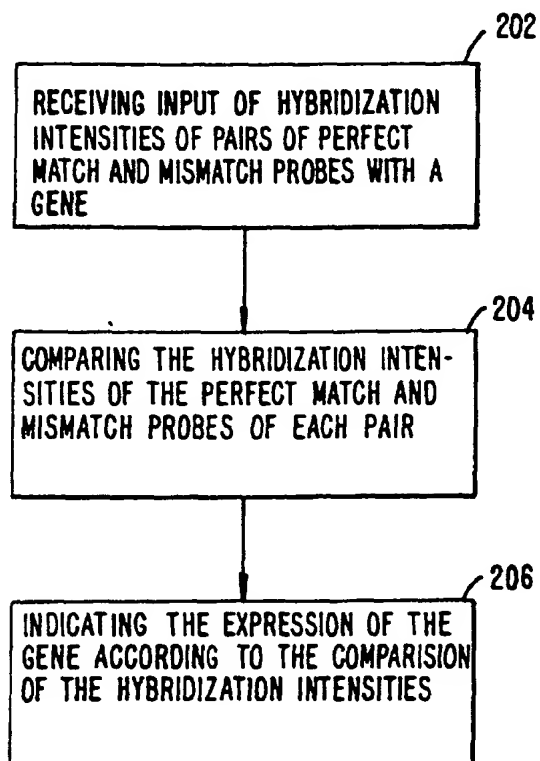 202
RECEIVING INPUT OF HYBRIDIZATION
INTENSITIES OF PAIRS OF PERFECT
MATCH AND MISMATCH PROBES WITH A
GENE
204
COMPARING THE HYBRIDIZATION INTEN-
SITIES OF THE PERFECT MATCH AND
MISMATCH PROBES OF EACH PAIR
206
INDICATING THE EXPRESSION OF THE
GENE ACCORDING TO THE COMPARISION
OF THE HYBRIDIZATION INTENSITIES